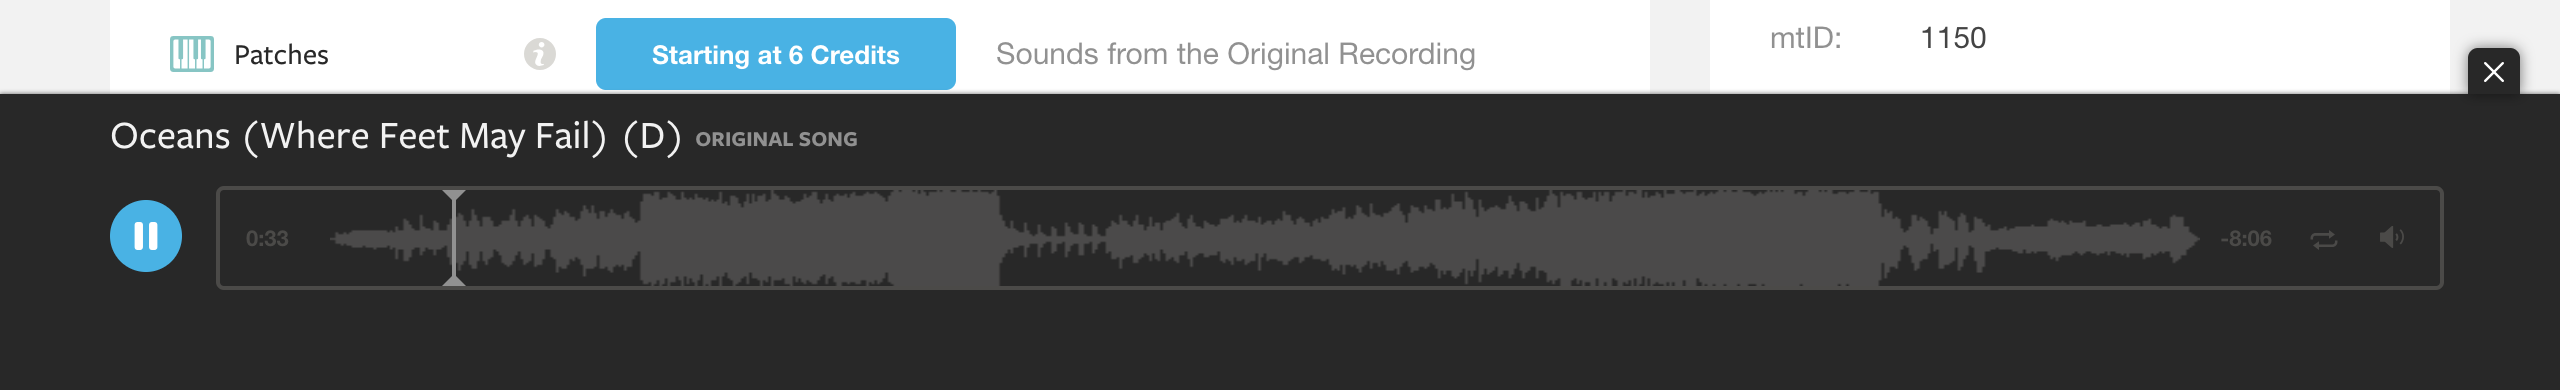 Patches
Starting at 6 Credits
Sounds from the Original Recording
mtID: 1150
Oceans (Where Feet May Fail) (D) ORIGINAL SONG
0:33
-8:06